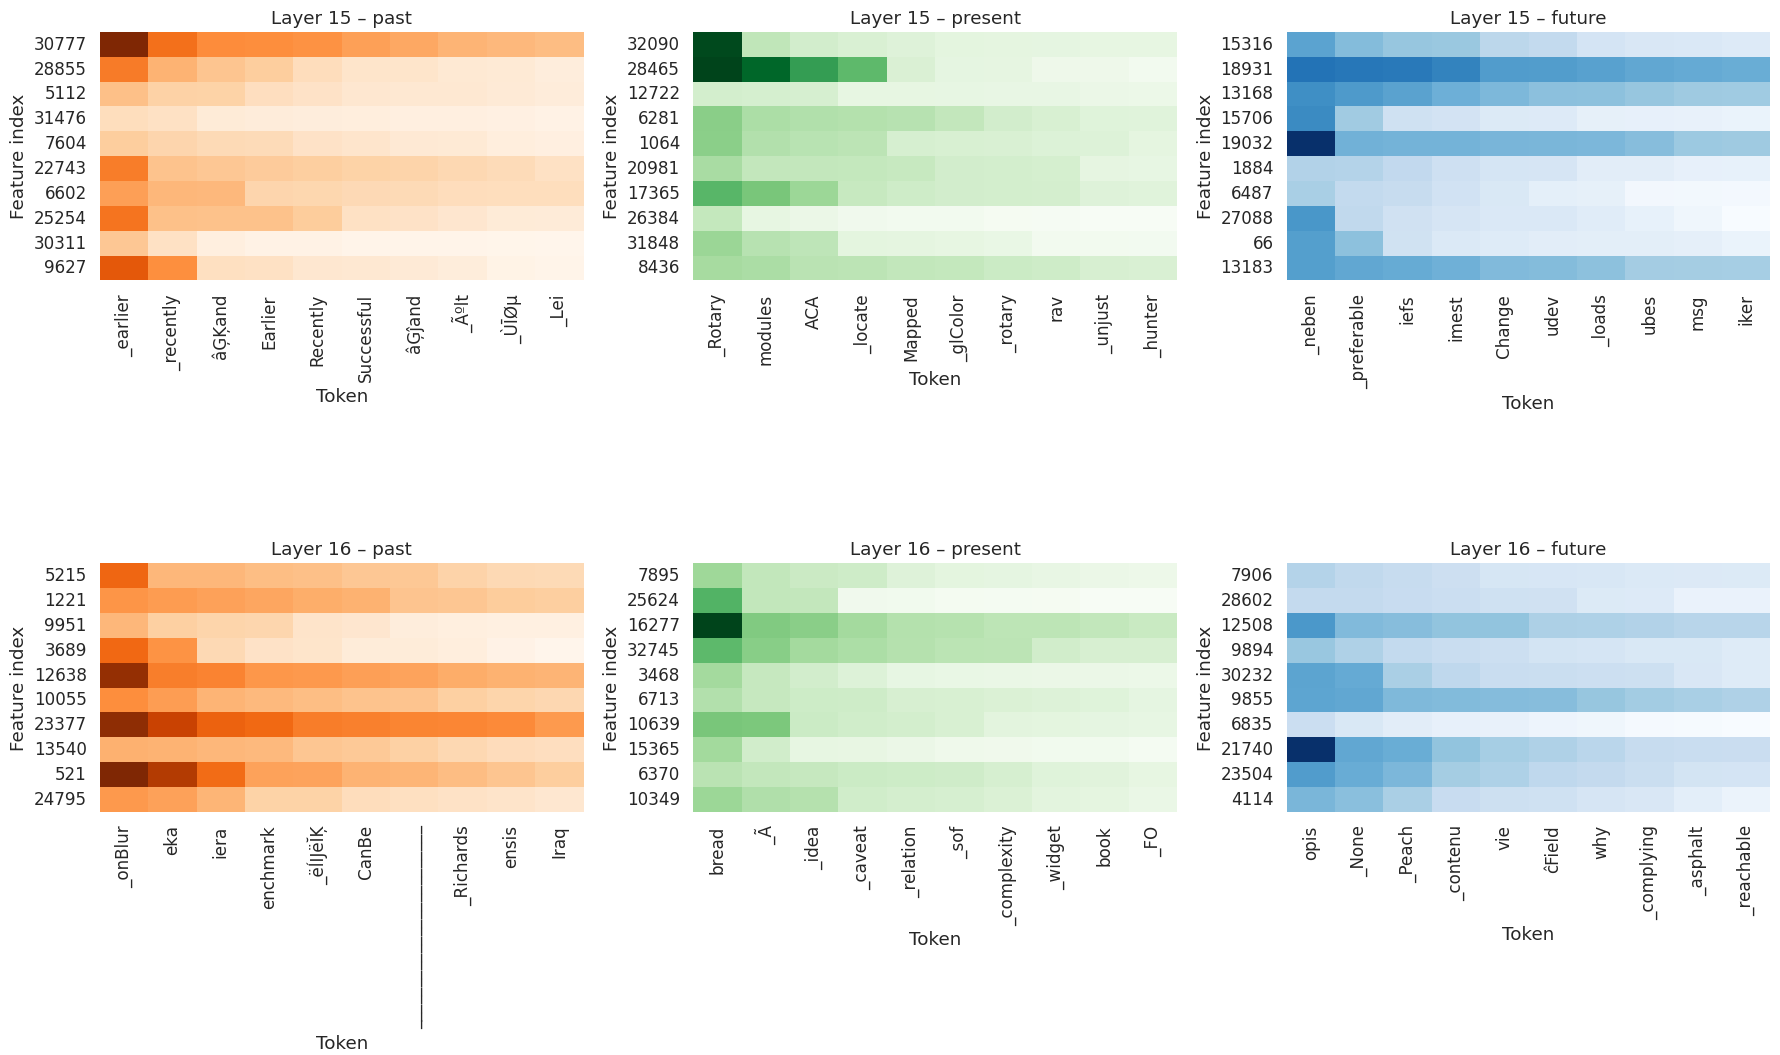 Layer 15 – past
Feature index
30777
28855
5112
31476
7604
22743
6602
25254
30311
9627
_earlier
_recently
âĢĶand
Earlier
Recently
Successful
âĢĵand
_ÃºIt
_ÙĪØµ
_Lei
Token
Layer 15 – present
Feature index
32090
28465
12722
6281
1064
20981
17365
26384
31848
8436
_Rotary
modules
ACA
_locate
Mapped
_glColor
_rotary
rav
_unjust
_hunter
Token
Layer 15 – future
Feature index
15316
18931
13168
15706
19032
1884
6487
27088
66
13183
_neben
_preferable
iefs
imest
Change
udev
_loads
ubes
msg
iker
Token
Layer 16 – past
Feature index
5215
1221
9951
3689
12638
10055
23377
13540
521
24795
_onBlur
eka
iera
enchmark
CanBe
_Richards
ensis
Iraq
Token
Layer 16 – present
Feature index
7895
25624
16277
32745
3468
6713
10639
15365
6370
10349
bread
_Ã
_idea
_caveat
_relation
_sof
_complexity
_widget
book
_FO
Token
Layer 16 – future
Feature index
7906
28602
12508
9894
30232
9855
6835
21740
23504
4114
opis
_None
_Peach
_contenu
vie
ĉField
why
_complying
_asphalt
_reachable
Token